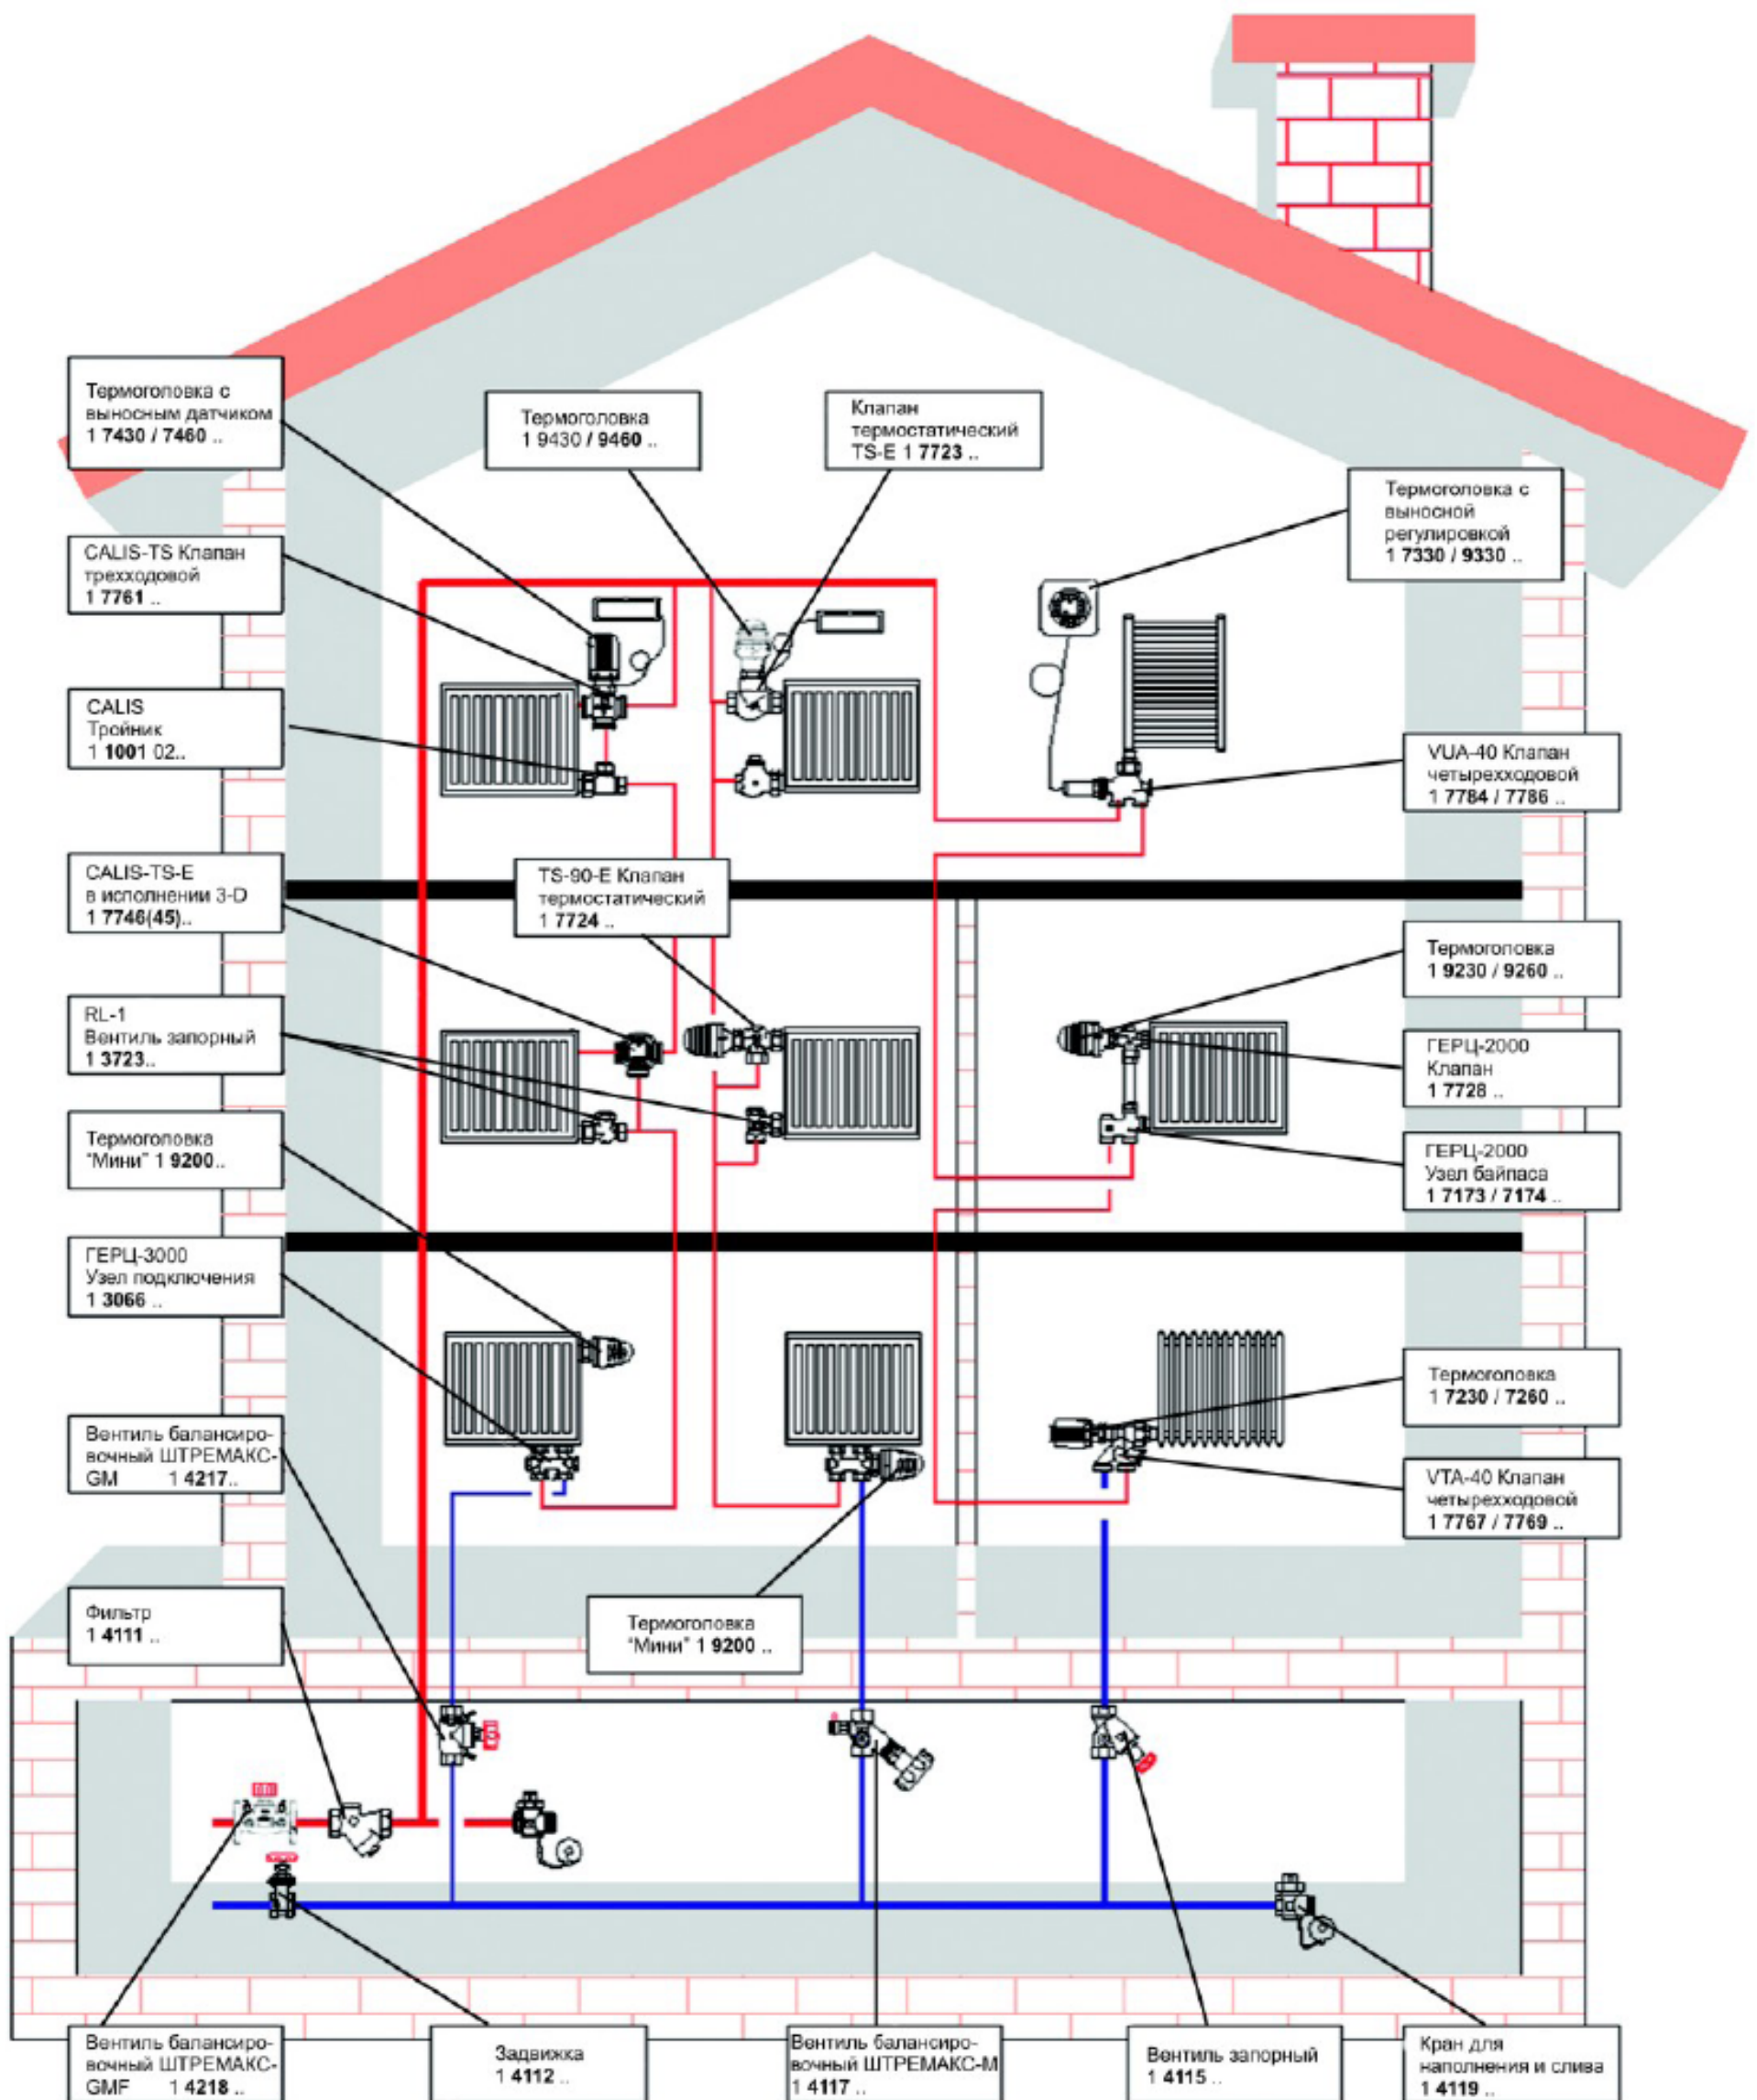 Термоголовка с
выносным датчиком
1 7430 / 7460 ..
Термоголовка
1 9430 / 9460 ..
Клапан
термостатический
TS-E 1 7723 ..
Термоголовка с
выносной
регулировкой
1 7330 / 9330 ..
CALIS-TS Клапан
трехходовой
1 7761 ..
CALIS
Тройник
1 1001 02..
VUA-40 Клапан
четырехходовой
1 7784 / 7786 ..
CALIS-TS-E
в исполнении 3-D
1 7746(45)..
TS-90-E Клапан
термостатический
1 7724 ..
Термоголовка
1 9230 / 9260 ..
RL-1
Вентиль запорный
1 3723..
ГЕРЦ-2000
Клапан
1 7728 ..
Термоголовка
"Мини" 1 9200..
ГЕРЦ-2000
Узел байпаса
1 7173 / 7174 ..
ГЕРЦ-3000
Узел подключения
1 3066 ..
Термоголовка
1 7230 / 7260 ..
Вентиль балансиро-
вочный ШТРЕМАКС-
GM 1 4217..
VTA-40 Клапан
четырехходовой
1 7767 / 7769 ..
Фильтр
1 4111 ..
Термоголовка
"Мини" 1 9200 ..
Вентиль балансиро-
вочный ШТРЕМАКС-
GMF 1 4218 ..
Задвижка
1 4112 ..
Вентиль балансиро-
вочный ШТРЕМАКС-М
1 4117 ..
Вентиль запорный
1 4115 ..
Кран для
наполнения и слива
1 4119 ..